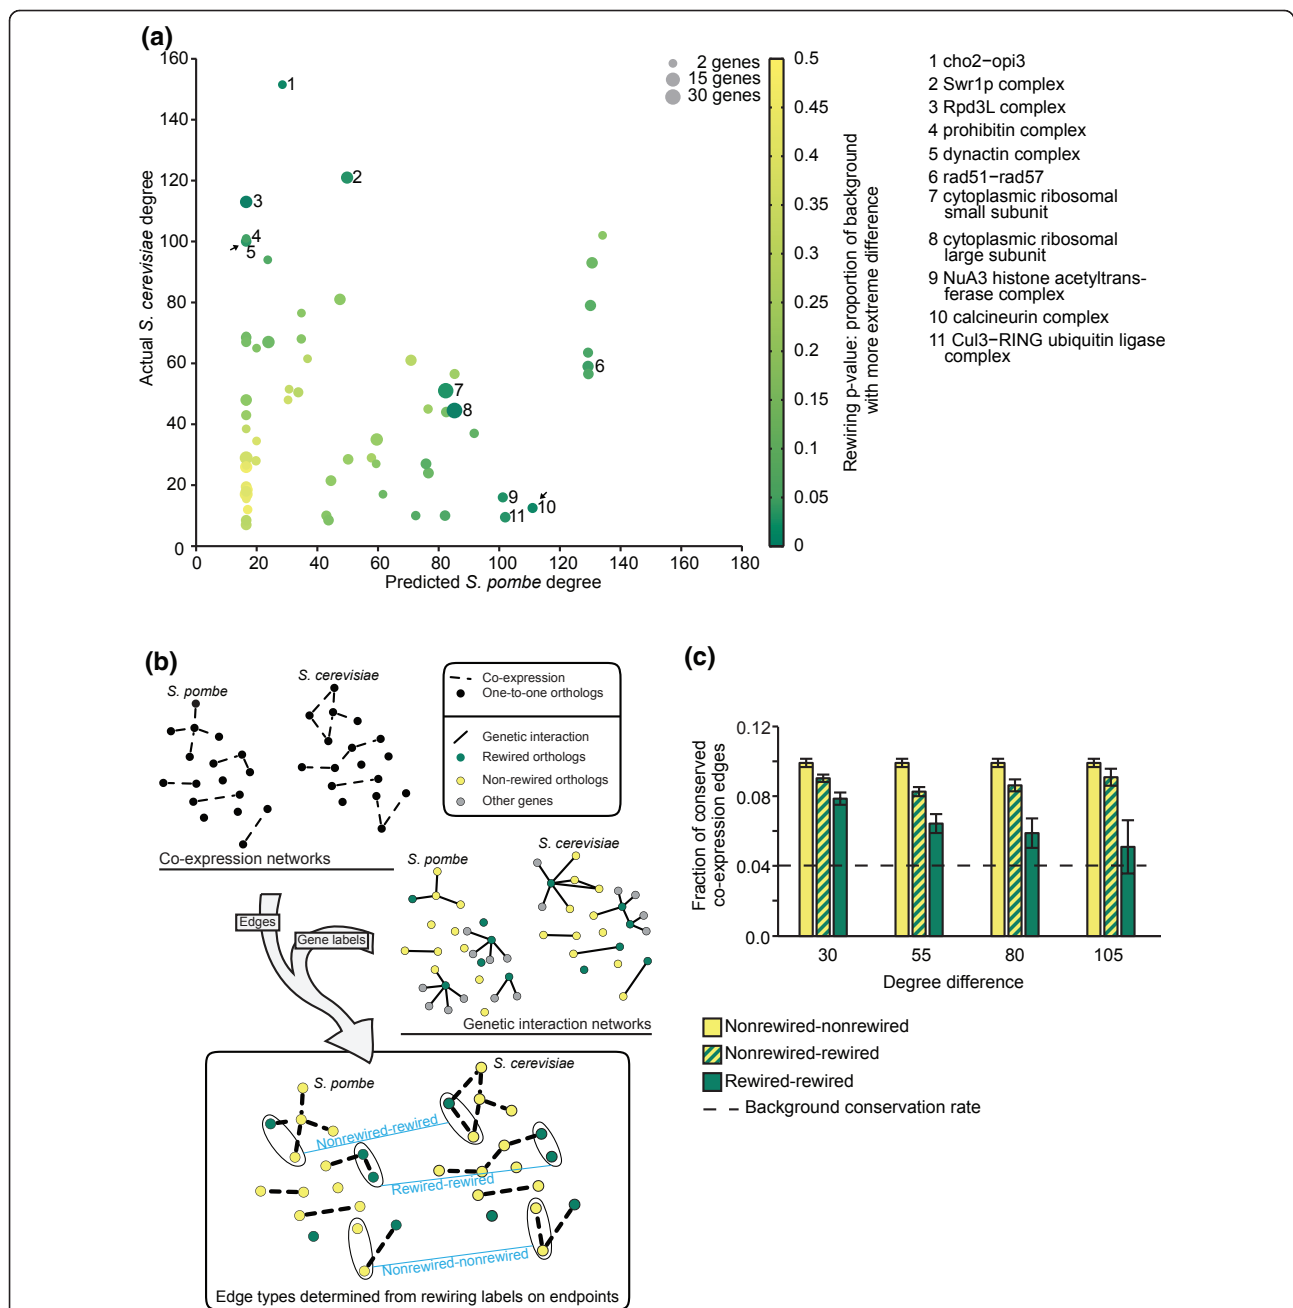 (a)
160
140
120
100
80
60
40
20
0
0 20 40 60 80 100 120 140 160 180
Actual S. cerevisiae degree
Predicted S. pombe degree
1
2
3
4
5
6
7
8
9
10
11
2 genes
15 genes
30 genes
0.5
0.45
0.4
0.35
0.3
0.25
0.2
0.15
0.1
0.05
0
Rewiring p-value: proportion of background
with more extreme difference
1 cho2−opi3
2 Swr1p complex
3 Rpd3L complex
4 prohibitin complex
5 dynactin complex
6 rad51−rad57
7 cytoplasmic ribosomal
small subunit
8 cytoplasmic ribosomal
large subunit
9 NuA3 histone acetyltrans-
ferase complex
10 calcineurin complex
11 Cul3−RING ubiquitin ligase
complex
(b)
S. pombe
S. cerevisiae
Co-expression
One-to-one orthologs
Genetic interaction
Rewired orthologs
Non-rewired orthologs
Other genes
Co-expression networks
S. pombe
S. cerevisiae
Edges
Gene labels
Genetic interaction networks
S. pombe
S. cerevisiae
Nonrewired-rewired
Rewired-rewired
Nonrewired-nonrewired
Edge types determined from rewiring labels on endpoints
(c)
Fraction of conserved
co-expression edges
0.12
0.08
0.04
0.0
30 55 80 105
Degree difference
Nonrewired-nonrewired
Nonrewired-rewired
Rewired-rewired
Background conservation rate